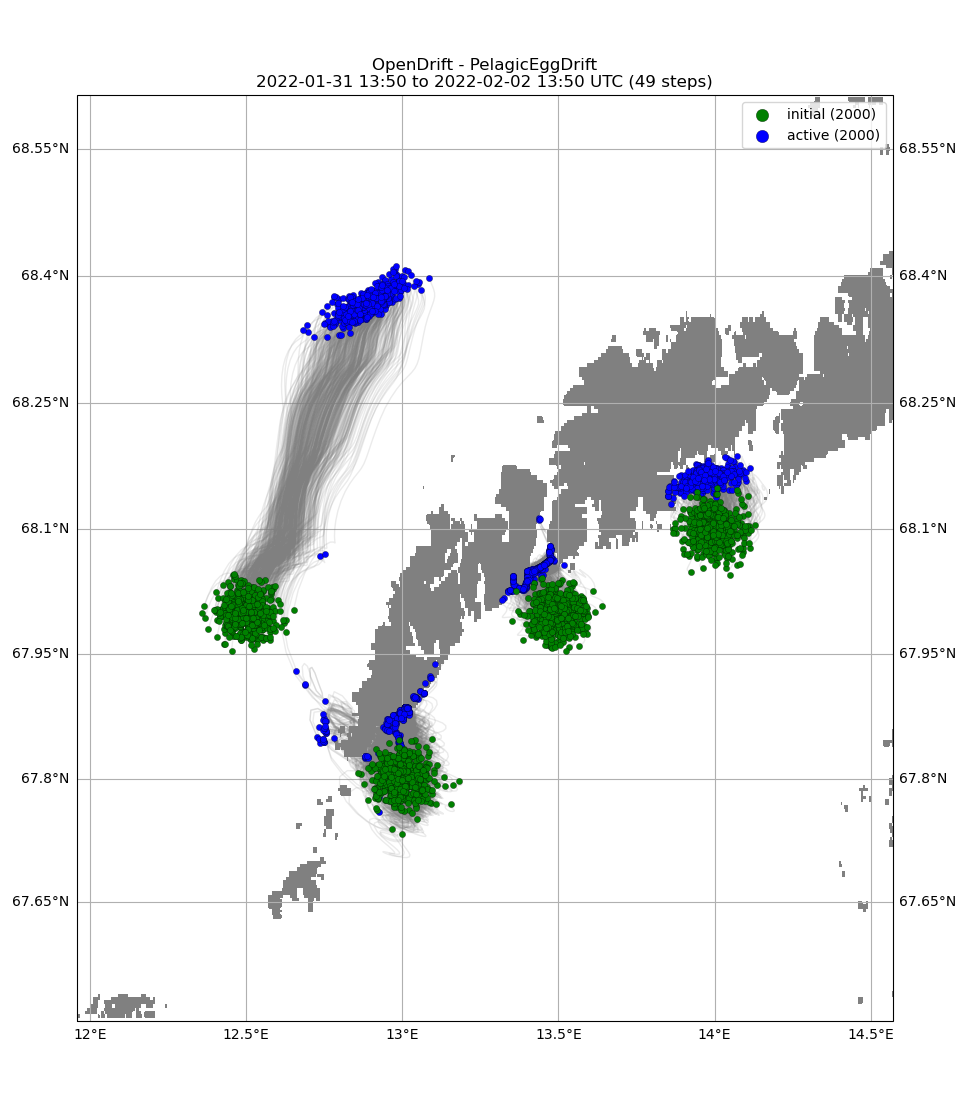 OpenDrift - PelagicEggDrift
2022-01-31 13:50 to 2022-02-02 13:50 UTC (49 steps)
initial (2000)
active (2000)
68.55°N 68.55°N
68.4°N 68.4°N
68.25°N 68.25°N
68.1°N 68.1°N
67.95°N 67.95°N
67.8°N 67.8°N
67.65°N 67.65°N
12°E 12.5°E 13°E 13.5°E 14°E 14.5°E